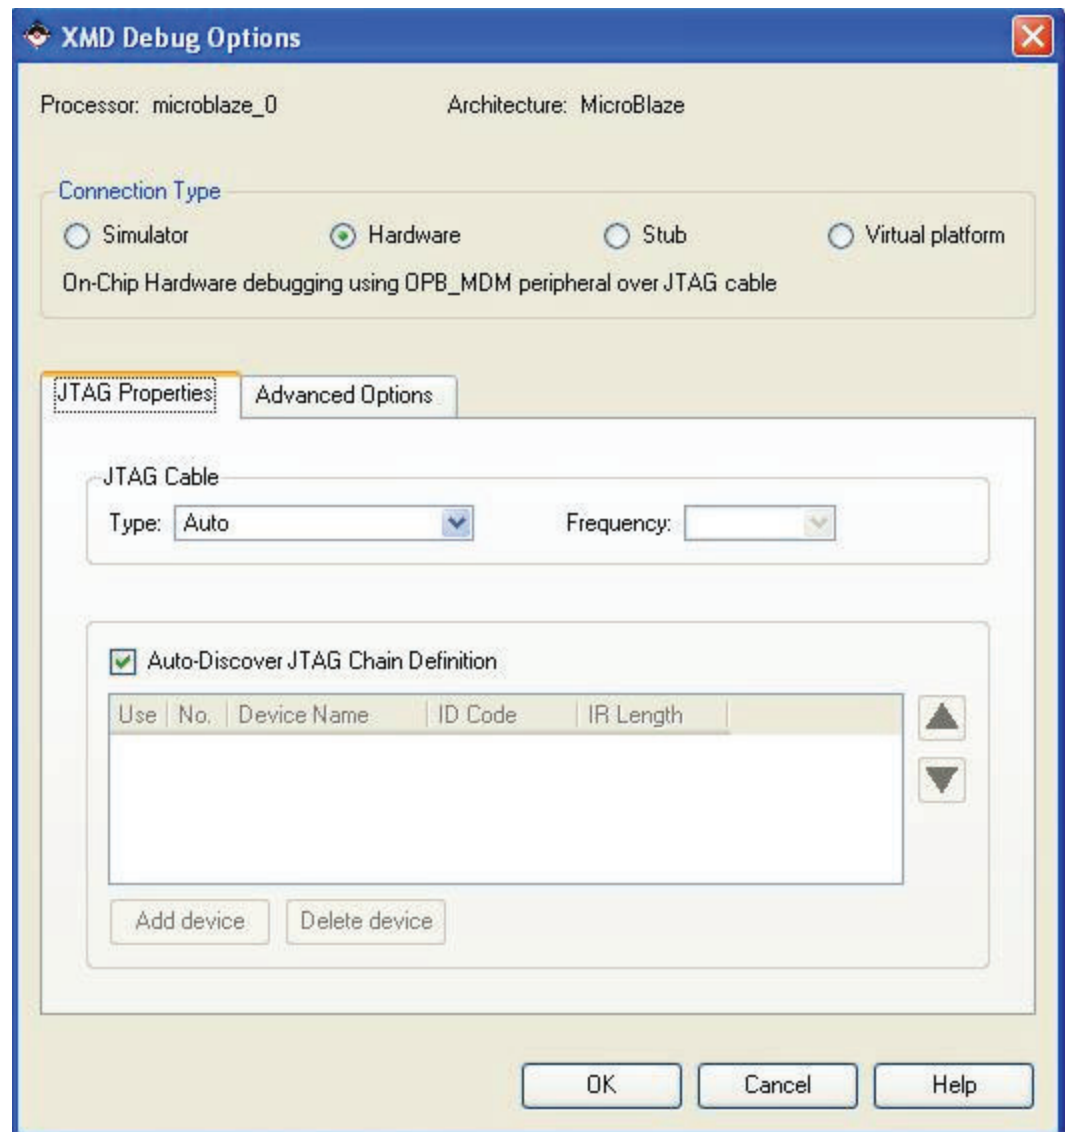 XMD Debug Options
Processor: microblaze_0 Architecture: MicroBlaze
Connection Type
Simulator Hardware Stub Virtual platform
On-Chip Hardware debugging using OPB_MDM peripheral over JTAG cable
JTAG Properties Advanced Options
JTAG Cable
Type: Auto Frequency:
Auto-Discover JTAG Chain Definition
Use No. Device Name ID Code IR Length
Add device Delete device
OK Cancel Help